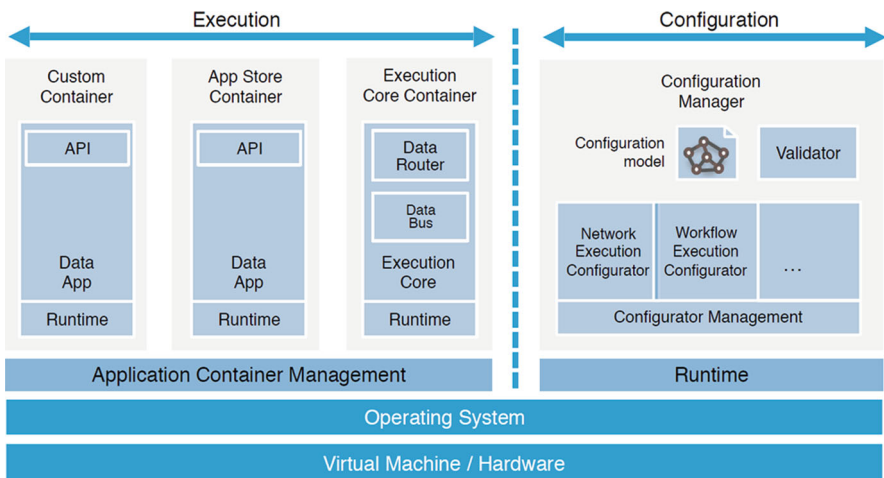 Execution
Configuration
Custom
Container
API
Data
App
Runtime
App Store
Container
API
Data
App
Runtime
Execution
Core Container
Data
Router
Data
Bus
Execution
Core
Runtime
Configuration
Manager
Configuration
model
Validator
Network
Execution
Configurator
Workflow
Execution
Configurator
...
Configurator Management
Application Container Management
Runtime
Operating System
Virtual Machine / Hardware